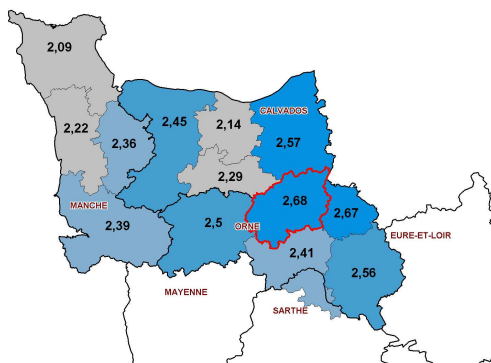 2,09
2,45
2,14
CALVADOS
2,22
2,36
2,57
2,29
MANCHE
2,68
2,67
2,39
2,5
ORNE
EURE-ET-LOIR
2,41
2,56
MAYENNE
SARTHE